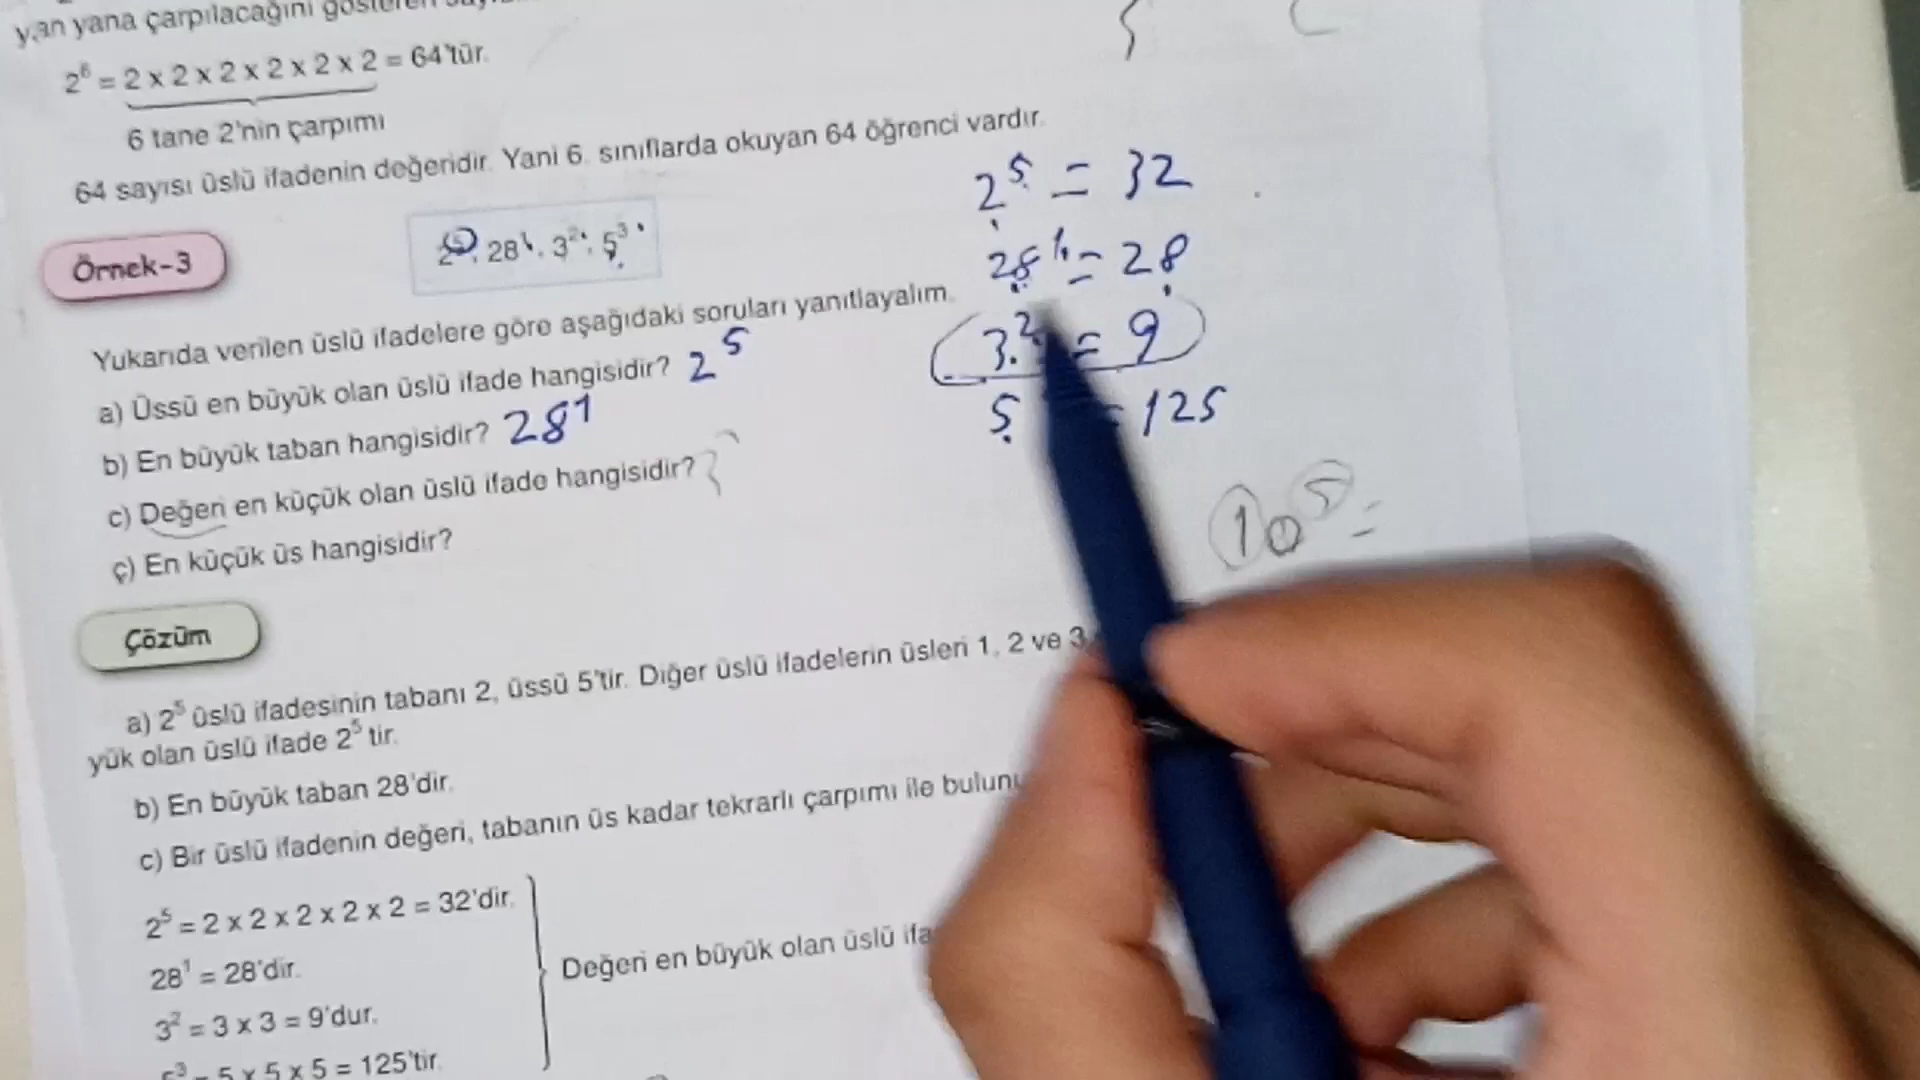 yan yana çarpılacağını gösteren
2⁶ = 2 x 2 x 2 x 2 x 2 x 2 = 64'tür.
6 tane 2'nin çarpımı
64 sayısı üslü ifadenin değeridir. Yani 6. sınıflarda okuyan 64 öğrenci vardır.
Örnek-3
2⁵, 28¹, 3², 5³
Yukarıda verilen üslü ifadelere göre aşağıdaki soruları yanıtlayalım.
a) Üssü en büyük olan üslü ifade hangisidir? 2⁵
b) En büyük taban hangisidir? 28¹
c) Değeri en küçük olan üslü ifade hangisidir?
ç) En küçük üs hangisidir?
2⁵ = 32
28¹ = 28
3² = 9
5 = 125
10⁵ =
Çözüm
a) 2⁵ üslü ifadesinin tabanı 2, üssü 5'tir. Diğer üslü ifadelerin üsleri 1, 2 ve 3
yük olan üslü ifade 2⁵ tir.
b) En büyük taban 28'dir.
c) Bir üslü ifadenin değeri, tabanın üs kadar tekrarlı çarpımı ile
2⁵ = 2 x 2 x 2 x 2 x 2 = 32'dir.
28¹ = 28'dir.
3² = 3 x 3 = 9'dur.
5³ = 5 x 5 x 5 = 125'tir.
Değeri en büyük olan üslü